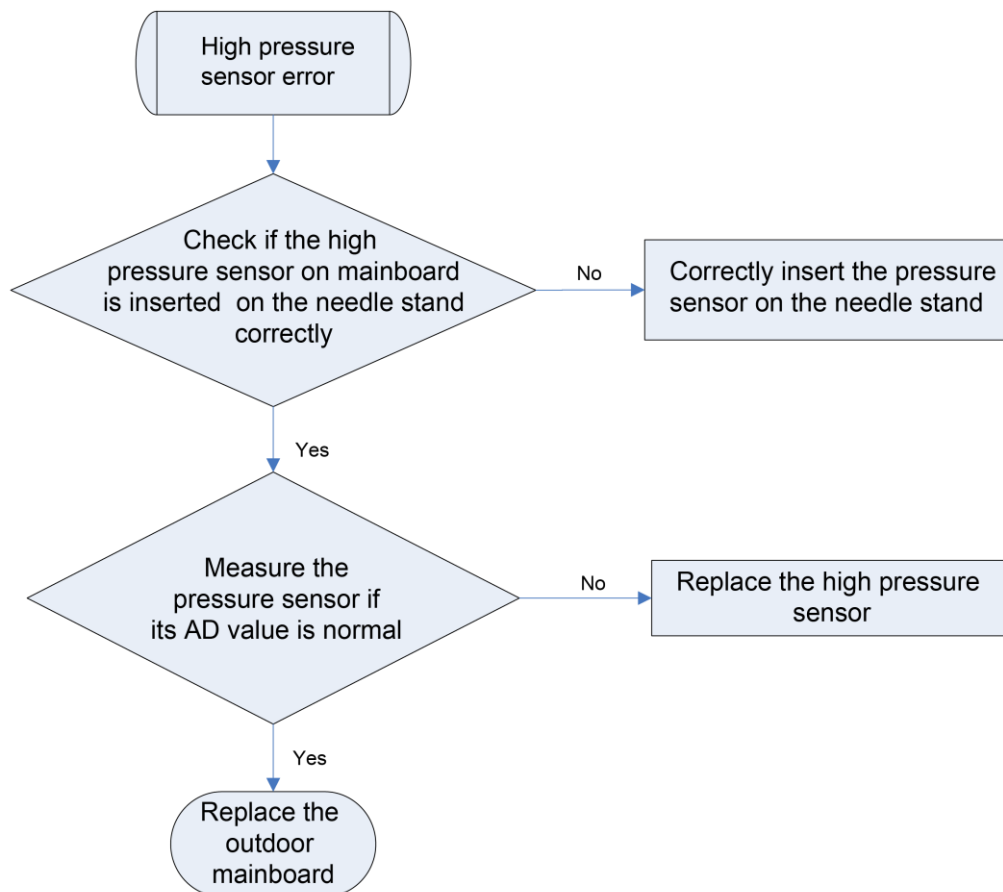 High pressure
sensor error
Check if the high
pressure sensor on mainboard
is inserted on the needle stand
correctly
No
Correctly insert the pressure
sensor on the needle stand
Yes
Measure the
pressure sensor if
its AD value is normal
No
Replace the high pressure
sensor
Yes
Replace the
outdoor
mainboard